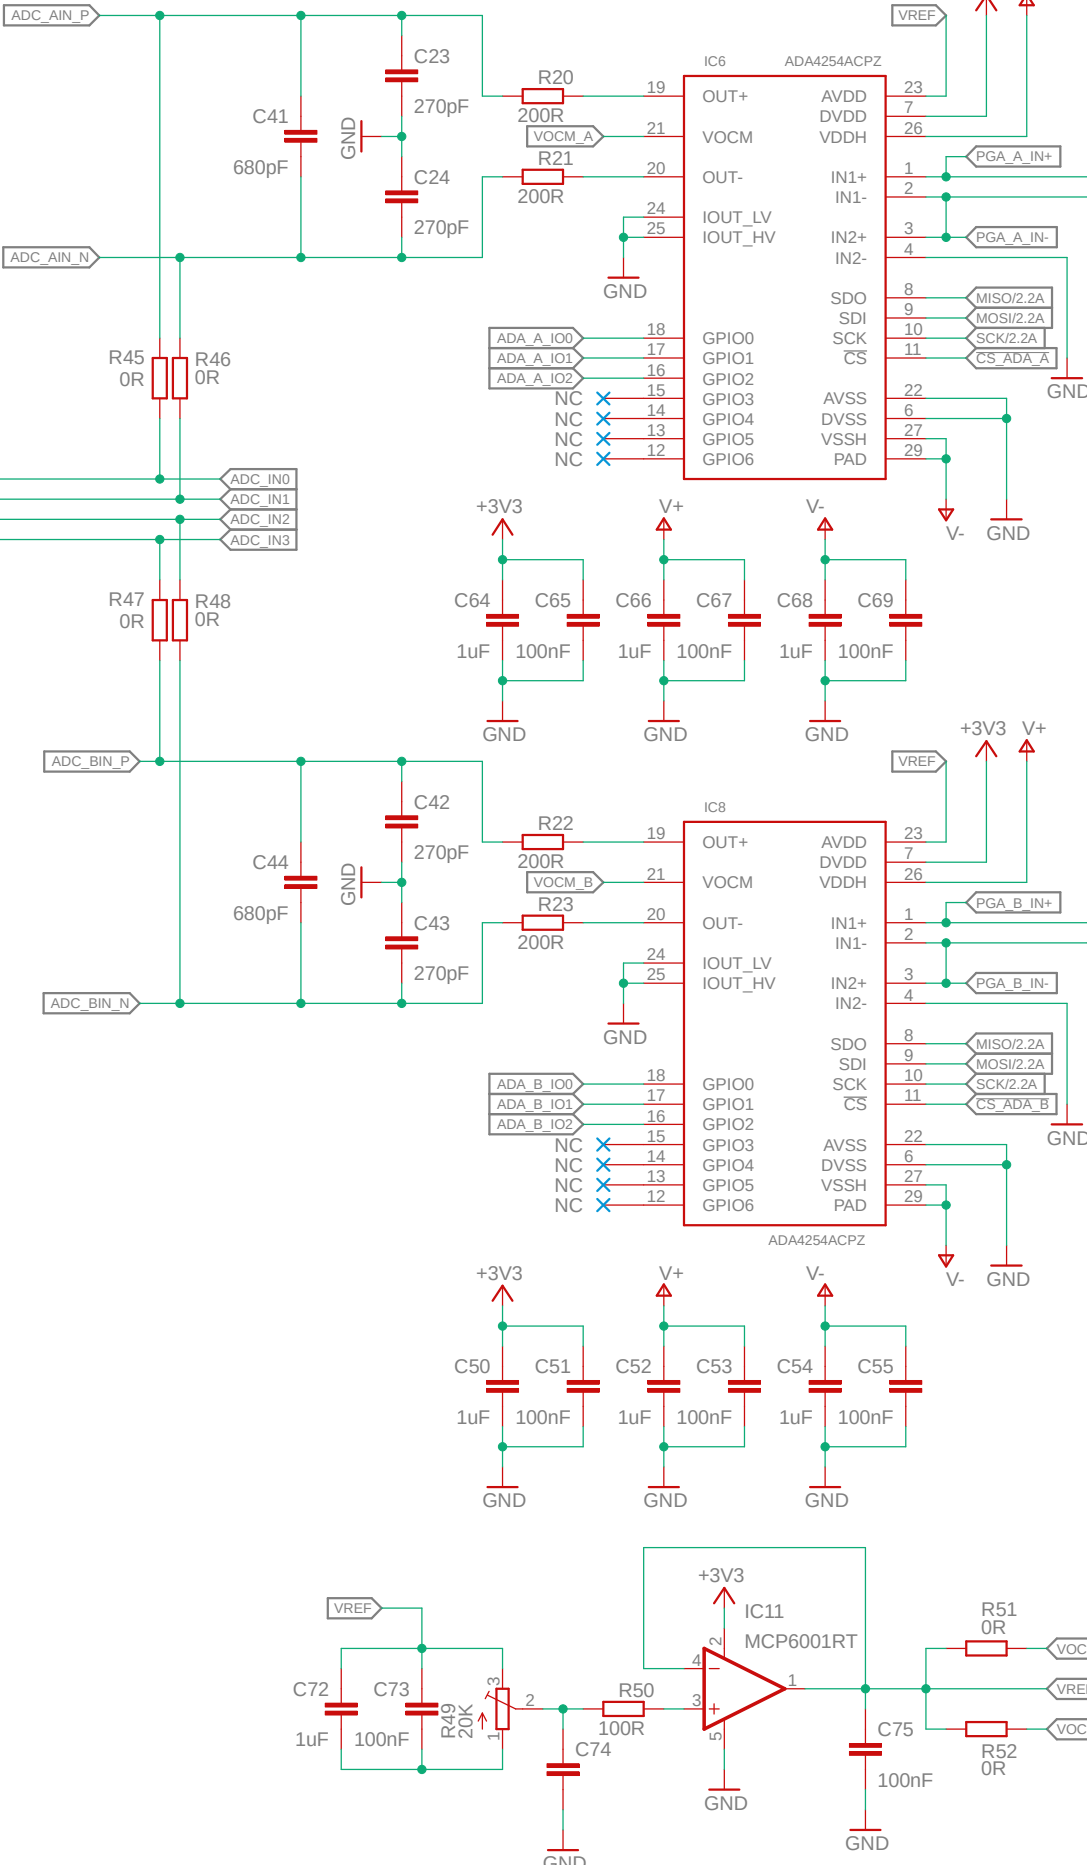 ADC_AIN_P
VREF
C23
270pF
IC6
ADA4254ACPZ
R20
200R
19
OUT+
AVDD
23
DVDD
7
C41
680pF
GND
VOCM_A
21
VOCM
VDDH
26
R21
200R
20
OUT-
PGA_A_IN+
IN1+
1
IN1-
2
C24
270pF
24
IOUT_LV
25
IOUT_HV
IN2+
3
PGA_A_IN-
IN2-
4
ADC_AIN_N
GND
SDO
8
MISO/2.2A
SDI
9
MOSI/2.2A
ADA_A_IO0
18
GPIO0
SCK
10
SCK/2.2A
ADA_A_IO1
17
GPIO1
CS
11
CS_ADA_A
R45
0R
R46
0R
ADA_A_IO2
16
GPIO2
GND
NC
15
GPIO3
AVSS
22
NC
14
GPIO4
DVSS
6
NC
13
GPIO5
VSSH
27
NC
12
GPIO6
PAD
29
ADC_IN0
ADC_IN1
ADC_IN2
ADC_IN3
+3V3
V+
V-
V-
GND
R47
0R
R48
0R
C64
1uF
C65
100nF
C66
1uF
C67
100nF
C68
1uF
C69
100nF
GND
GND
GND
+3V3
V+
ADC_BIN_P
VREF
C42
270pF
IC8
R22
200R
19
OUT+
AVDD
23
DVDD
7
C44
680pF
GND
VOCM_B
21
VOCM
VDDH
26
R23
200R
20
OUT-
PGA_B_IN+
IN1+
1
IN1-
2
C43
270pF
24
IOUT_LV
25
IOUT_HV
IN2+
3
PGA_B_IN-
IN2-
4
ADC_BIN_N
GND
SDO
8
MISO/2.2A
SDI
9
MOSI/2.2A
ADA_B_IO0
18
GPIO0
SCK
10
SCK/2.2A
ADA_B_IO1
17
GPIO1
CS
11
CS_ADA_B
ADA_B_IO2
16
GPIO2
GND
NC
15
GPIO3
AVSS
22
NC
14
GPIO4
DVSS
6
NC
13
GPIO5
VSSH
27
NC
12
GPIO6
PAD
29
ADA4254ACPZ
+3V3
V+
V-
V-
GND
C50
1uF
C51
100nF
C52
1uF
C53
100nF
C54
1uF
C55
100nF
GND
GND
GND
+3V3
IC11
MCP6001RT
VREF
R51
0R
VOC
2
4
1
VRE
C72
1uF
C73
100nF
R49
20K
3
2
1
R50
100R
3
5
C75
100nF
VOC
R52
0R
C74
GND
GND
GND